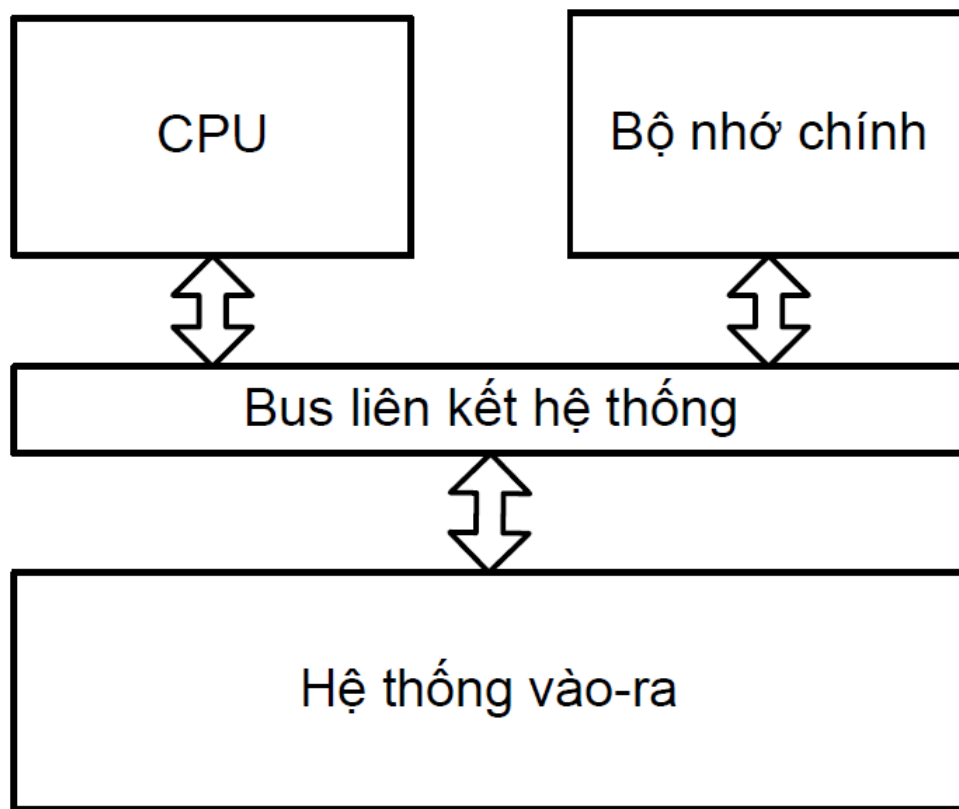 CPU
Bộ nhớ chính
Bus liên kết hệ thống
Hệ thống vào-ra